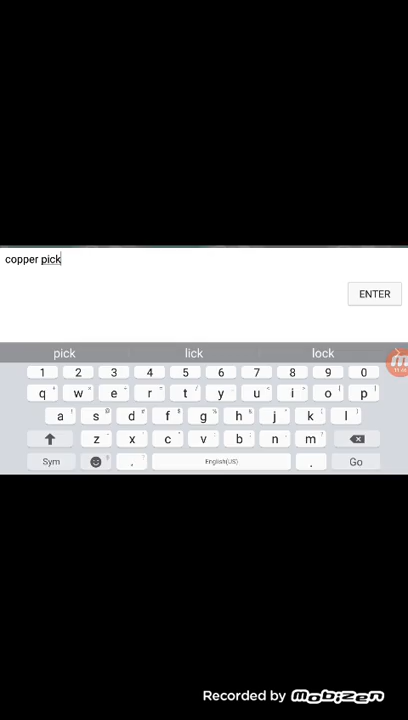 copper pick
ENTER
pick lick lock
1 2 3 4 5 6 7 8 9 0
q w e r t y u i o p
a s d f g h j k l
z x c v b n m
Sym . English(US) . Go
Recorded by Mobizen